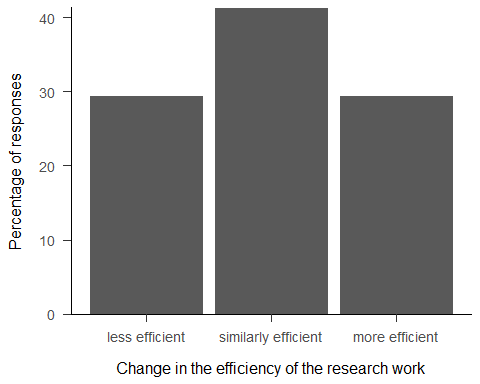 Percentage of responses
40
30
20
10
0
less efficient
similarly efficient
more efficient
Change in the efficiency of the research work